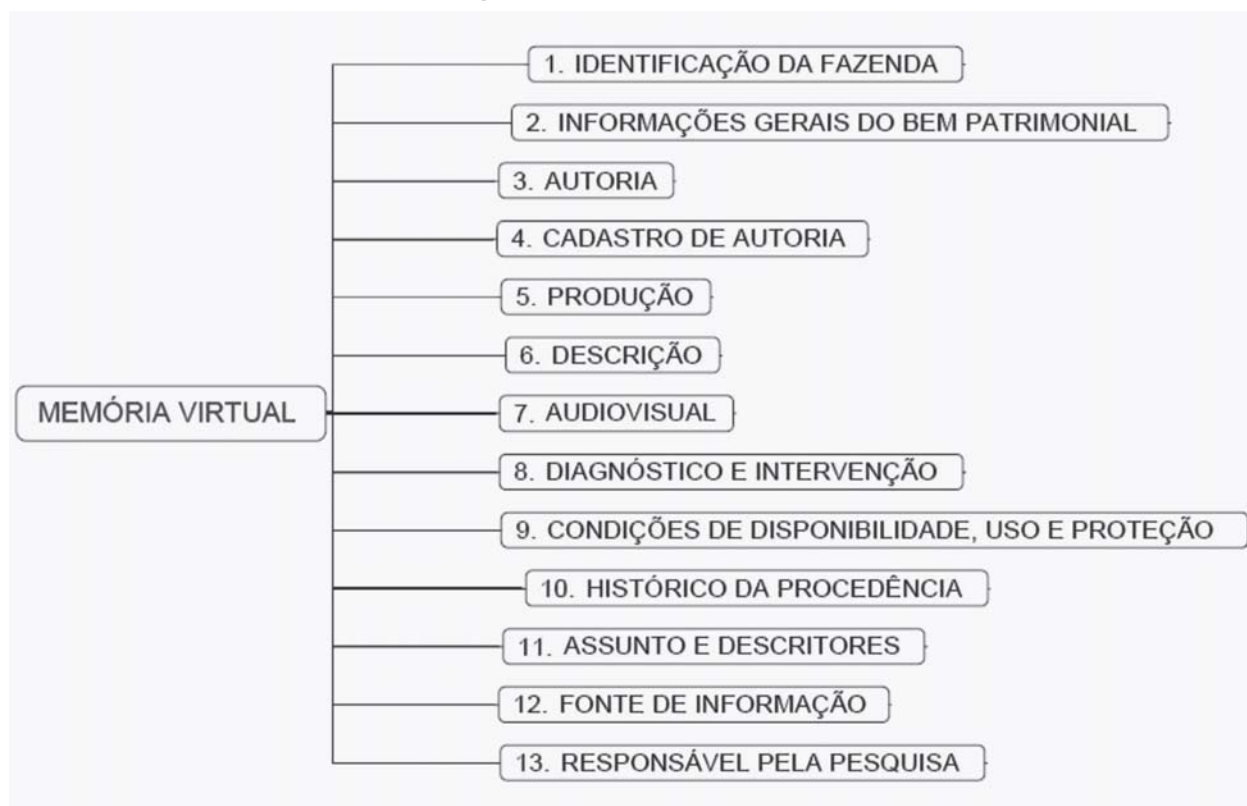 1. IDENTIFICAÇÃO DA FAZENDA
2. INFORMAÇÕES GERAIS DO BEM PATRIMONIAL
3. AUTORIA
4. CADASTRO DE AUTORIA
5. PRODUÇÃO
6. DESCRIÇÃO
MEMÓRIA VIRTUAL
7. AUDIOVISUAL
8. DIAGNÓSTICO E INTERVENÇÃO
9. CONDIÇÕES DE DISPONIBILIDADE, USO E PROTEÇÃO
10. HISTÓRICO DA PROCEDÊNCIA
11. ASSUNTO E DESCRITORES
12. FONTE DE INFORMAÇÃO
13. RESPONSÁVEL PELA PESQUISA